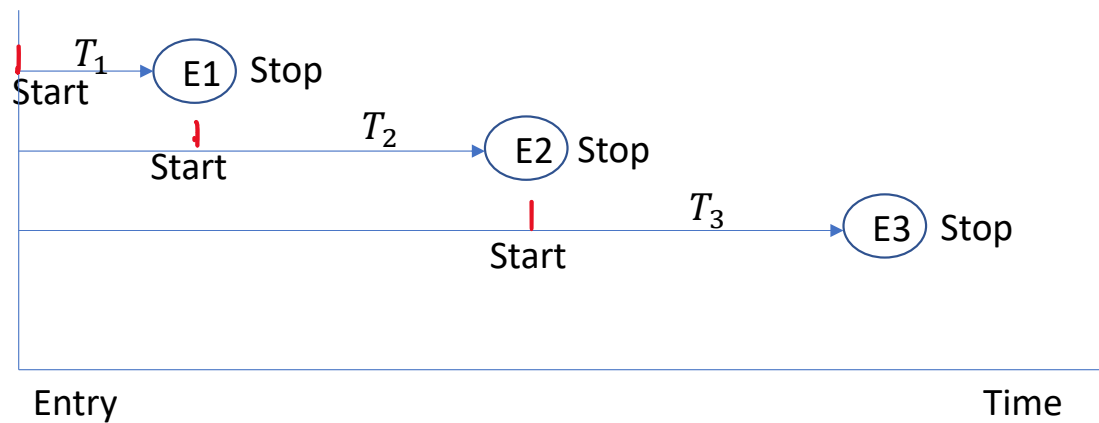 T₁ E1 Stop
Start
T₂ E2 Stop
Start
T₃ E3 Stop
Start
Entry Time